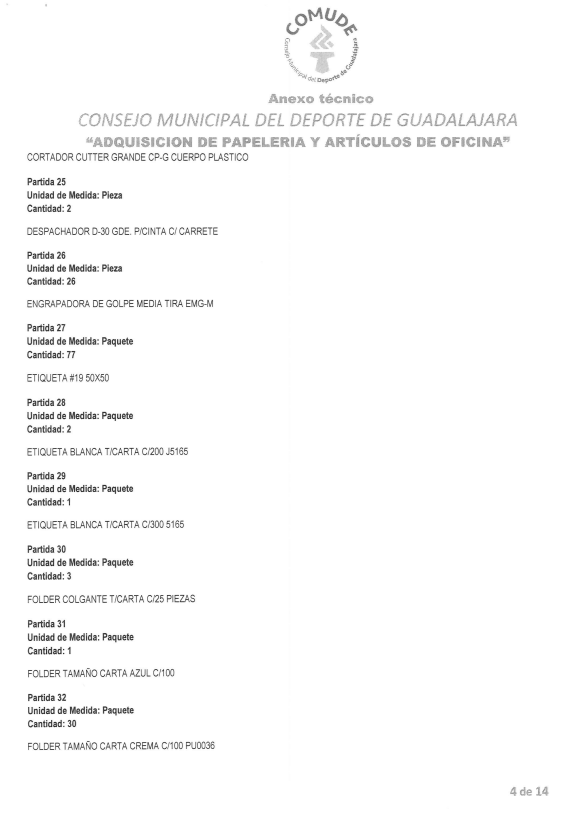 COMUDE
Consejo Municipal del Deporte de Guadalajara
Anexo técnico
CONSEJO MUNICIPAL DEL DEPORTE DE GUADALAJARA
“ADQUISICION DE PAPELERIA Y ARTÍCULOS DE OFICINA”
CORTADOR CUTTER GRANDE CP-G CUERPO PLASTICO
Partida 25
Unidad de Medida: Pieza
Cantidad: 2
DESPACHADOR D-30 GDE. P/CINTA C/ CARRETE
Partida 26
Unidad de Medida: Pieza
Cantidad: 26
ENGRAPADORA DE GOLPE MEDIA TIRA EMG-M
Partida 27
Unidad de Medida: Paquete
Cantidad: 77
ETIQUETA #19 50X50
Partida 28
Unidad de Medida: Paquete
Cantidad: 2
ETIQUETA BLANCA T/CARTA C/200 J5165
Partida 29
Unidad de Medida: Paquete
Cantidad: 1
ETIQUETA BLANCA T/CARTA C/300 5165
Partida 30
Unidad de Medida: Paquete
Cantidad: 3
FOLDER COLGANTE T/CARTA C/25 PIEZAS
Partida 31
Unidad de Medida: Paquete
Cantidad: 1
FOLDER TAMAÑO CARTA AZUL C/100
Partida 32
Unidad de Medida: Paquete
Cantidad: 30
FOLDER TAMAÑO CARTA CREMA C/100 PU0036
4 de 14